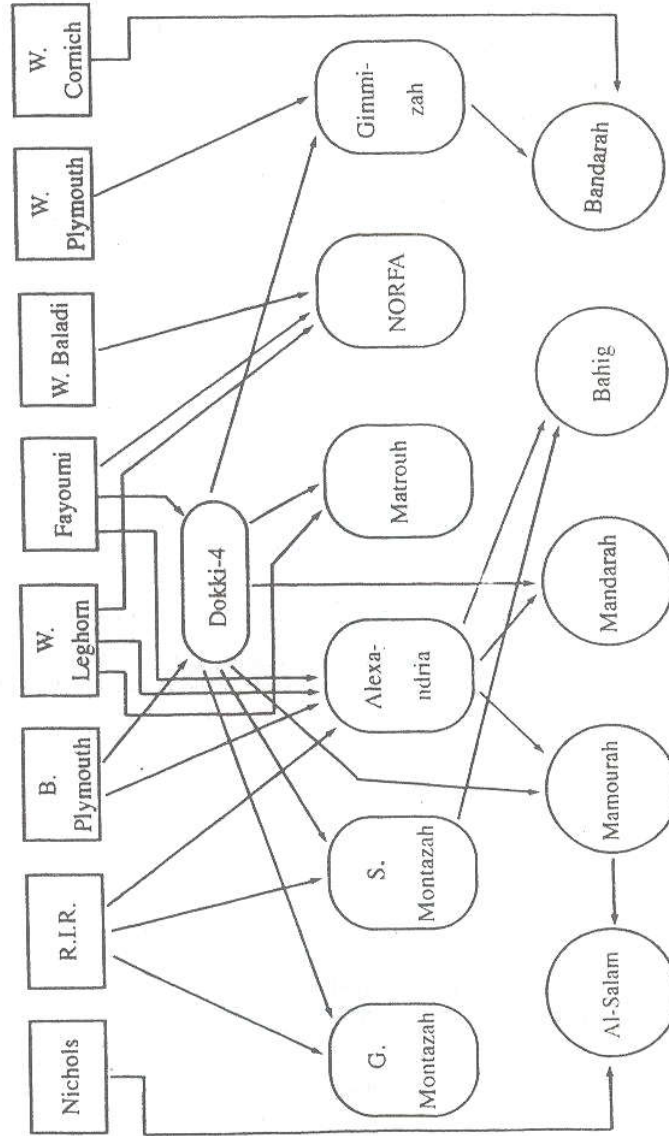 Nichols
R.I.R.
B.
Plymouth
W.
Leghorn
Fayoumi
W. Baladi
W.
Plymouth
W.
Cornich
Dokki-4
G.
Montazah
S.
Montazah
Alexa-
ndria
Matrouh
NORFA
Gimmi-
zah
Al-Salam
Mamourah
Mandarah
Bahig
Bandarah